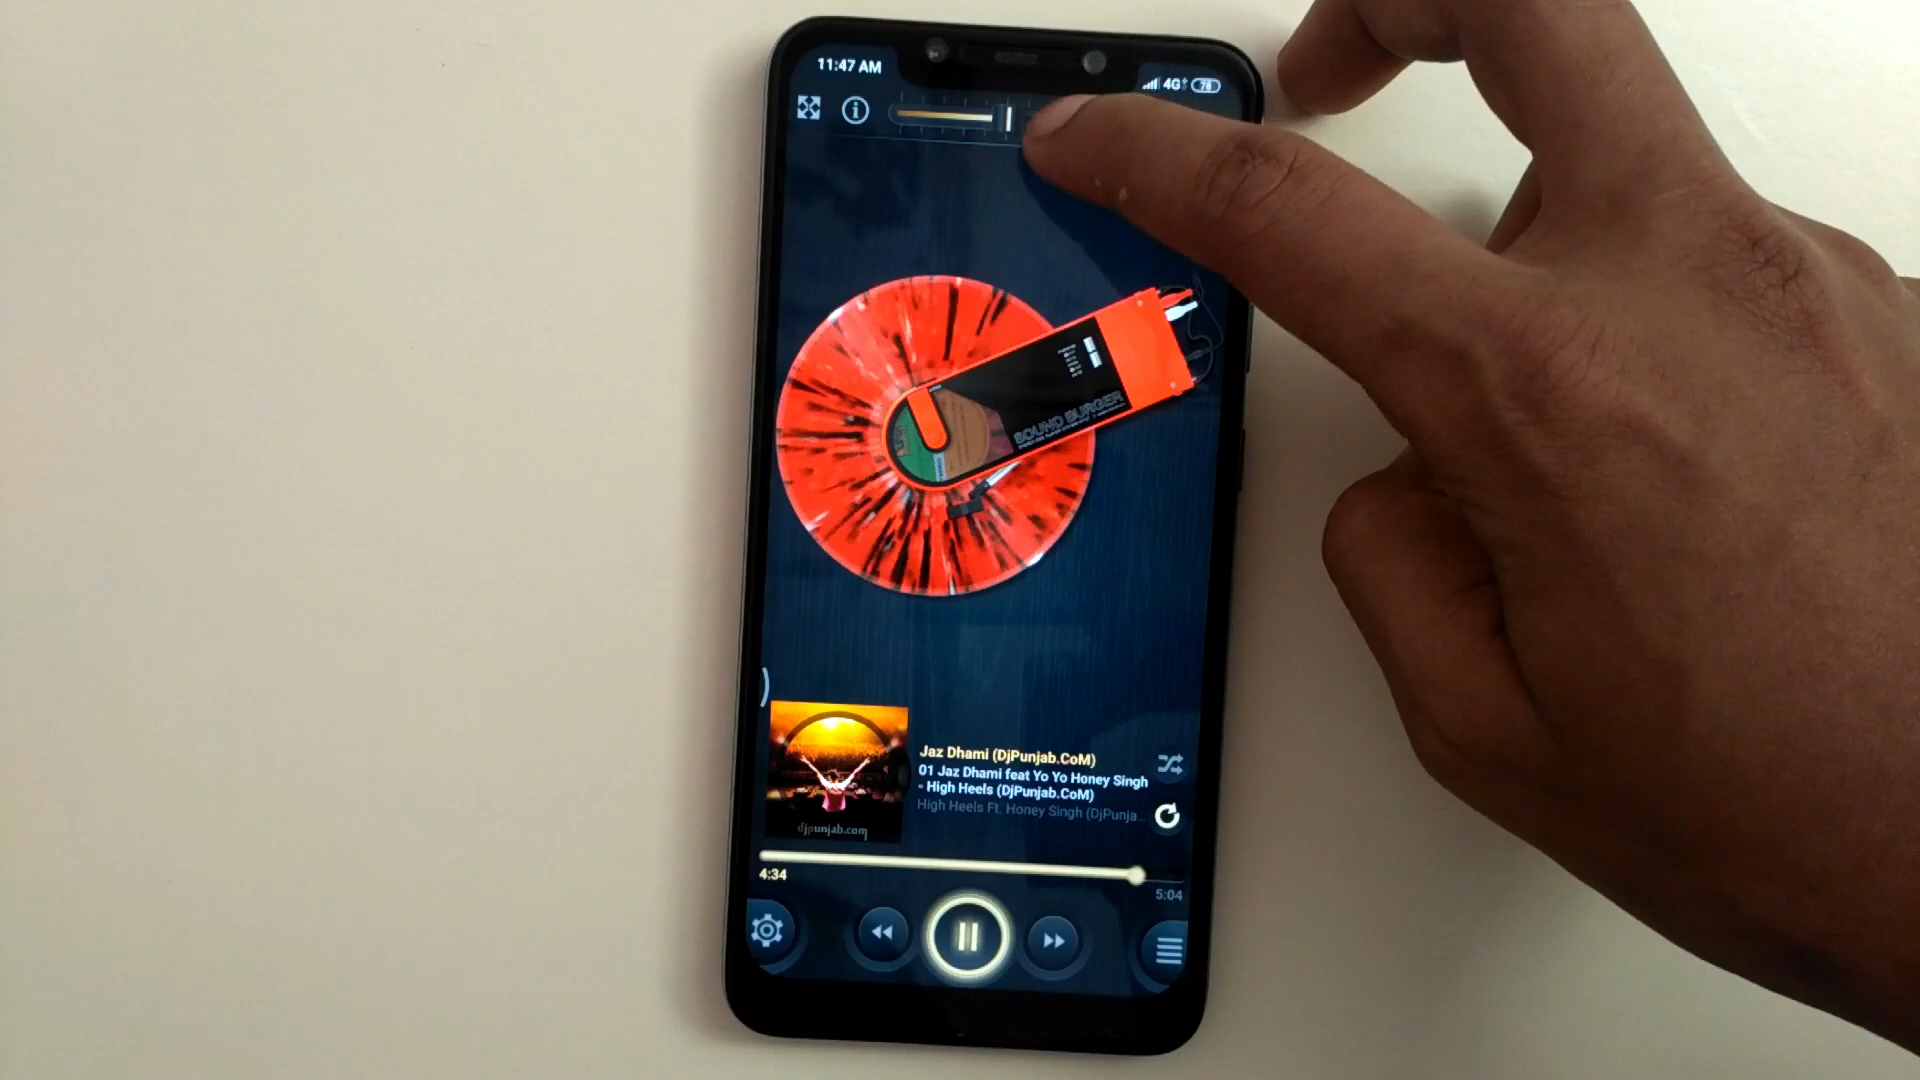 11:47 AM
4G+ 78
SOUND BURGER
Jaz Dhami (DjPunjab.CoM)
01 Jaz Dhami feat Yo Yo Honey Singh
- High Heels (DjPunjab.CoM)
High Heels Ft. Honey Singh (DjPunja...
djpunjab.com
4:34
5:04